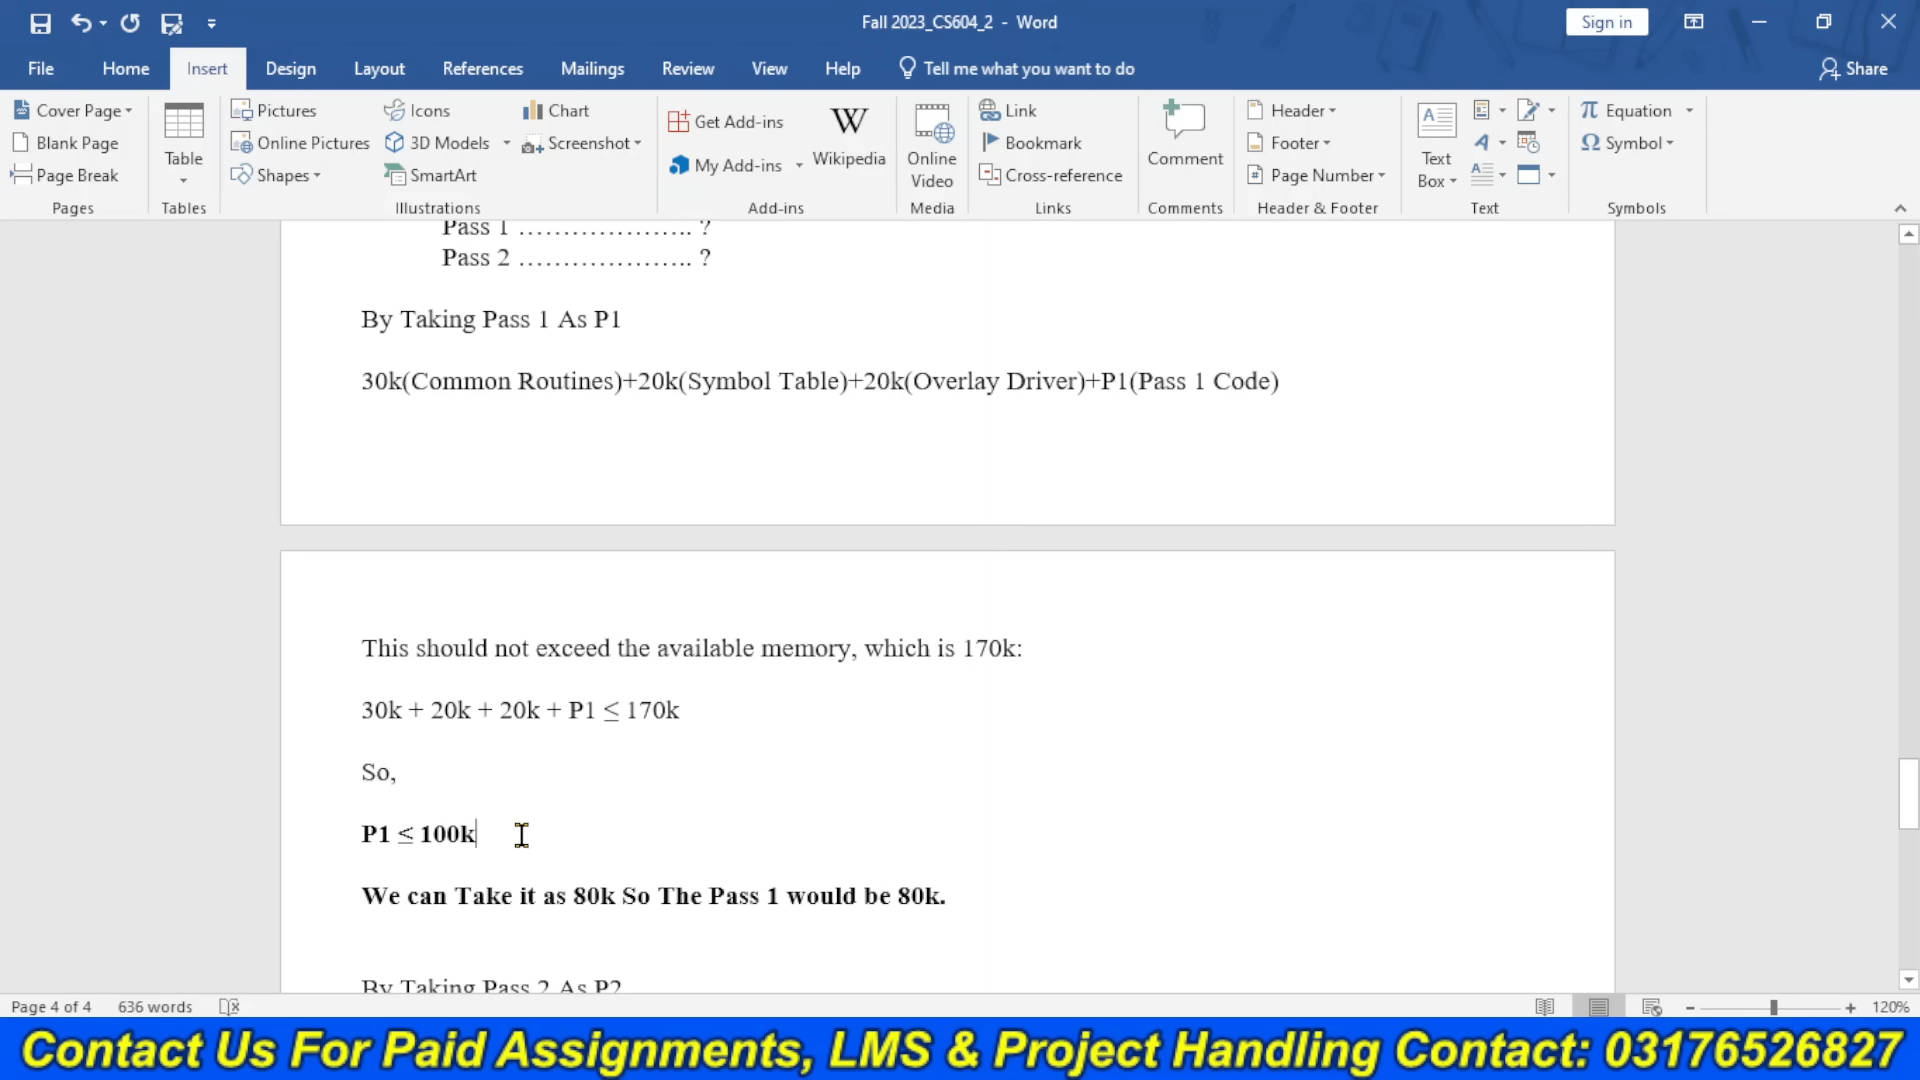 Fall 2023_CS604_2 - Word
Sign in
File Home Insert Design Layout References Mailings Review View Help Tell me what you want to do Share
Cover Page
Blank Page
Page Break
Pages
Table
Tables
Pictures
Online Pictures
Shapes
Icons
3D Models
SmartArt
Chart
Screenshot
Illustrations
Get Add-ins
My Add-ins
W
Wikipedia
Add-ins
Online
Video
Media
Link
Bookmark
Cross-reference
Links
Comment
Comments
Header
Footer
Page Number
Header & Footer
Text
Box
Text
π Equation
Ω Symbol
Symbols
Pass 1 ………………….. ?
Pass 2 ………………….. ?
By Taking Pass 1 As P1
30k(Common Routines)+20k(Symbol Table)+20k(Overlay Driver)+P1(Pass 1 Code)
This should not exceed the available memory, which is 170k:
30k + 20k + 20k + P1 ≤ 170k
So,
P1 ≤ 100k
We can Take it as 80k So The Pass 1 would be 80k.
By Taking Pass 2 As P2
Page 4 of 4 636 words
120%
Contact Us For Paid Assignments, LMS & Project Handling Contact: 03176526827